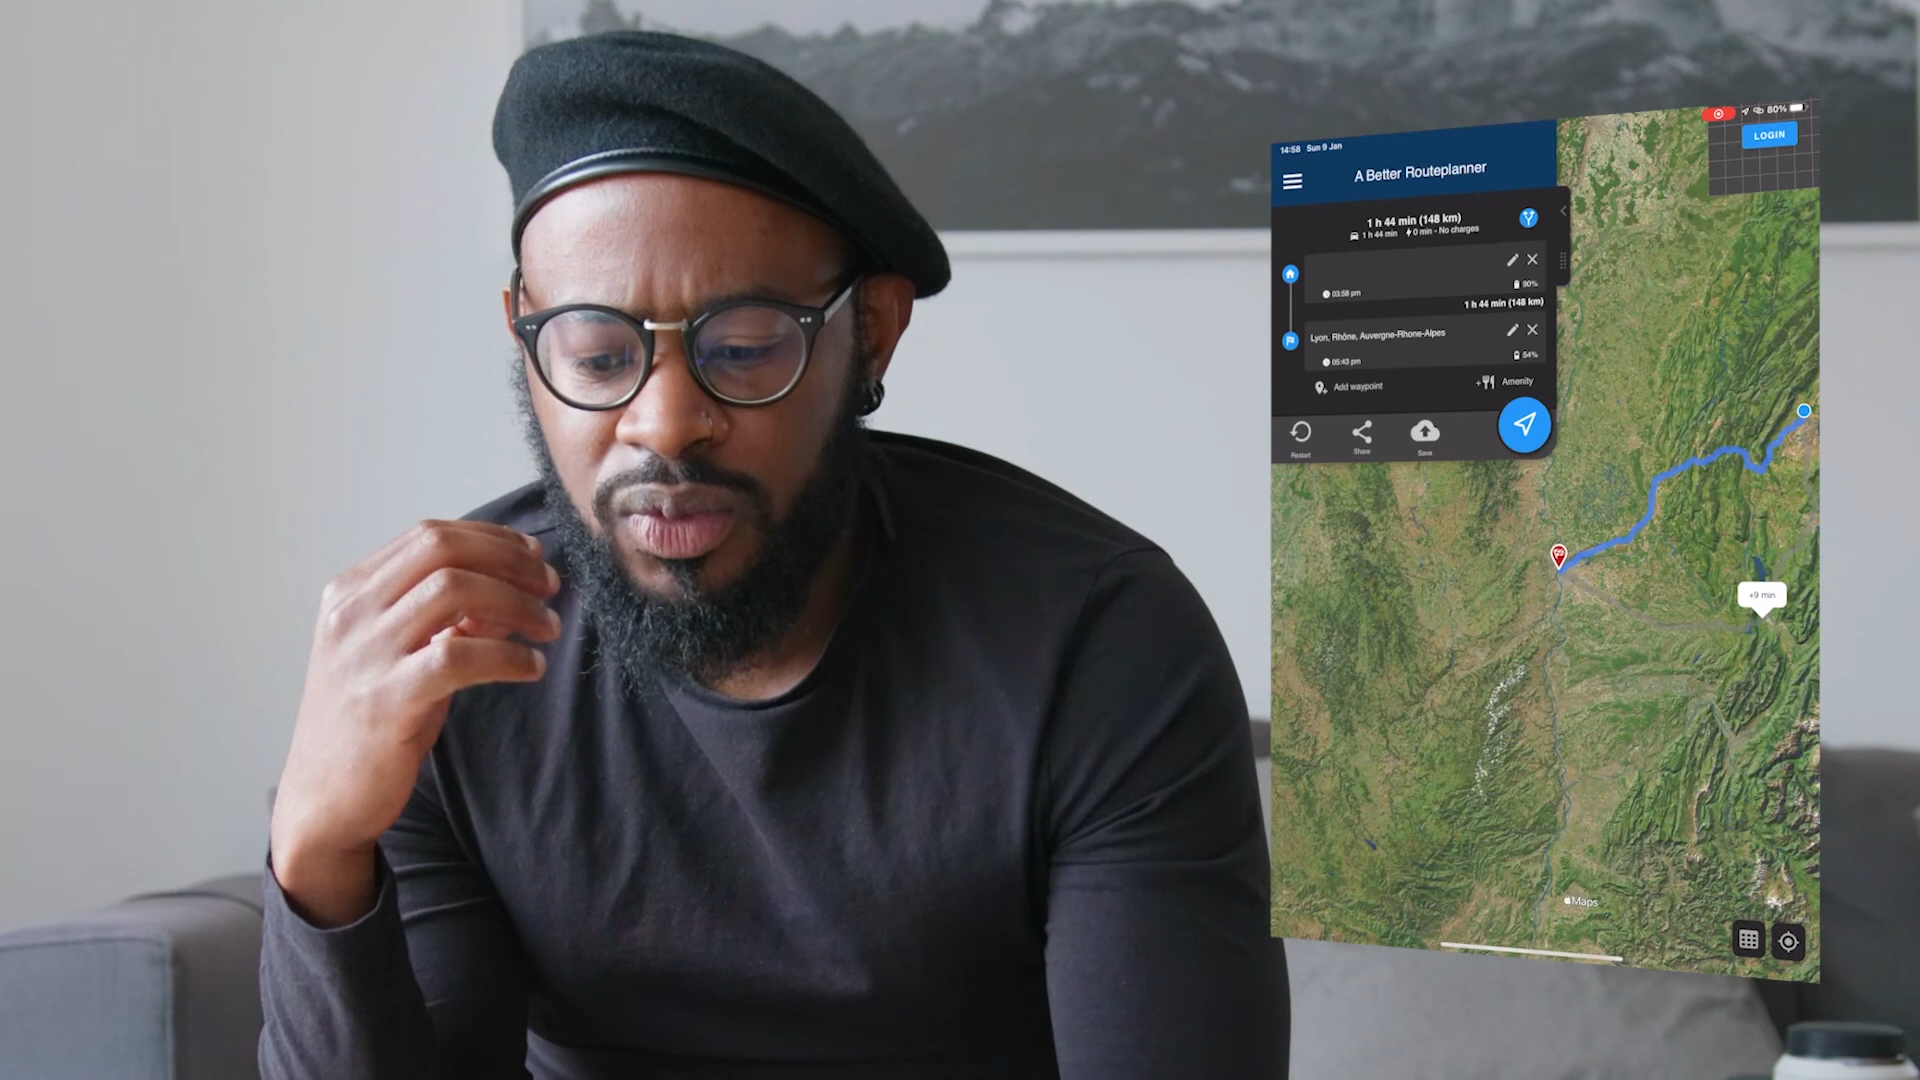 14:58 Sun 9 Jan
80%
LOGIN
A Better Routeplanner
1 h 44 min (148 km)
1 h 44 min 0 min - No charges
03:58 pm
90%
1 h 44 min (148 km)
Lyon, Rhône, Auvergne-Rhone-Alpes
05:43 pm
54%
Add waypoint
+ Amenity
Restart
Share
Save
+9 min
Maps